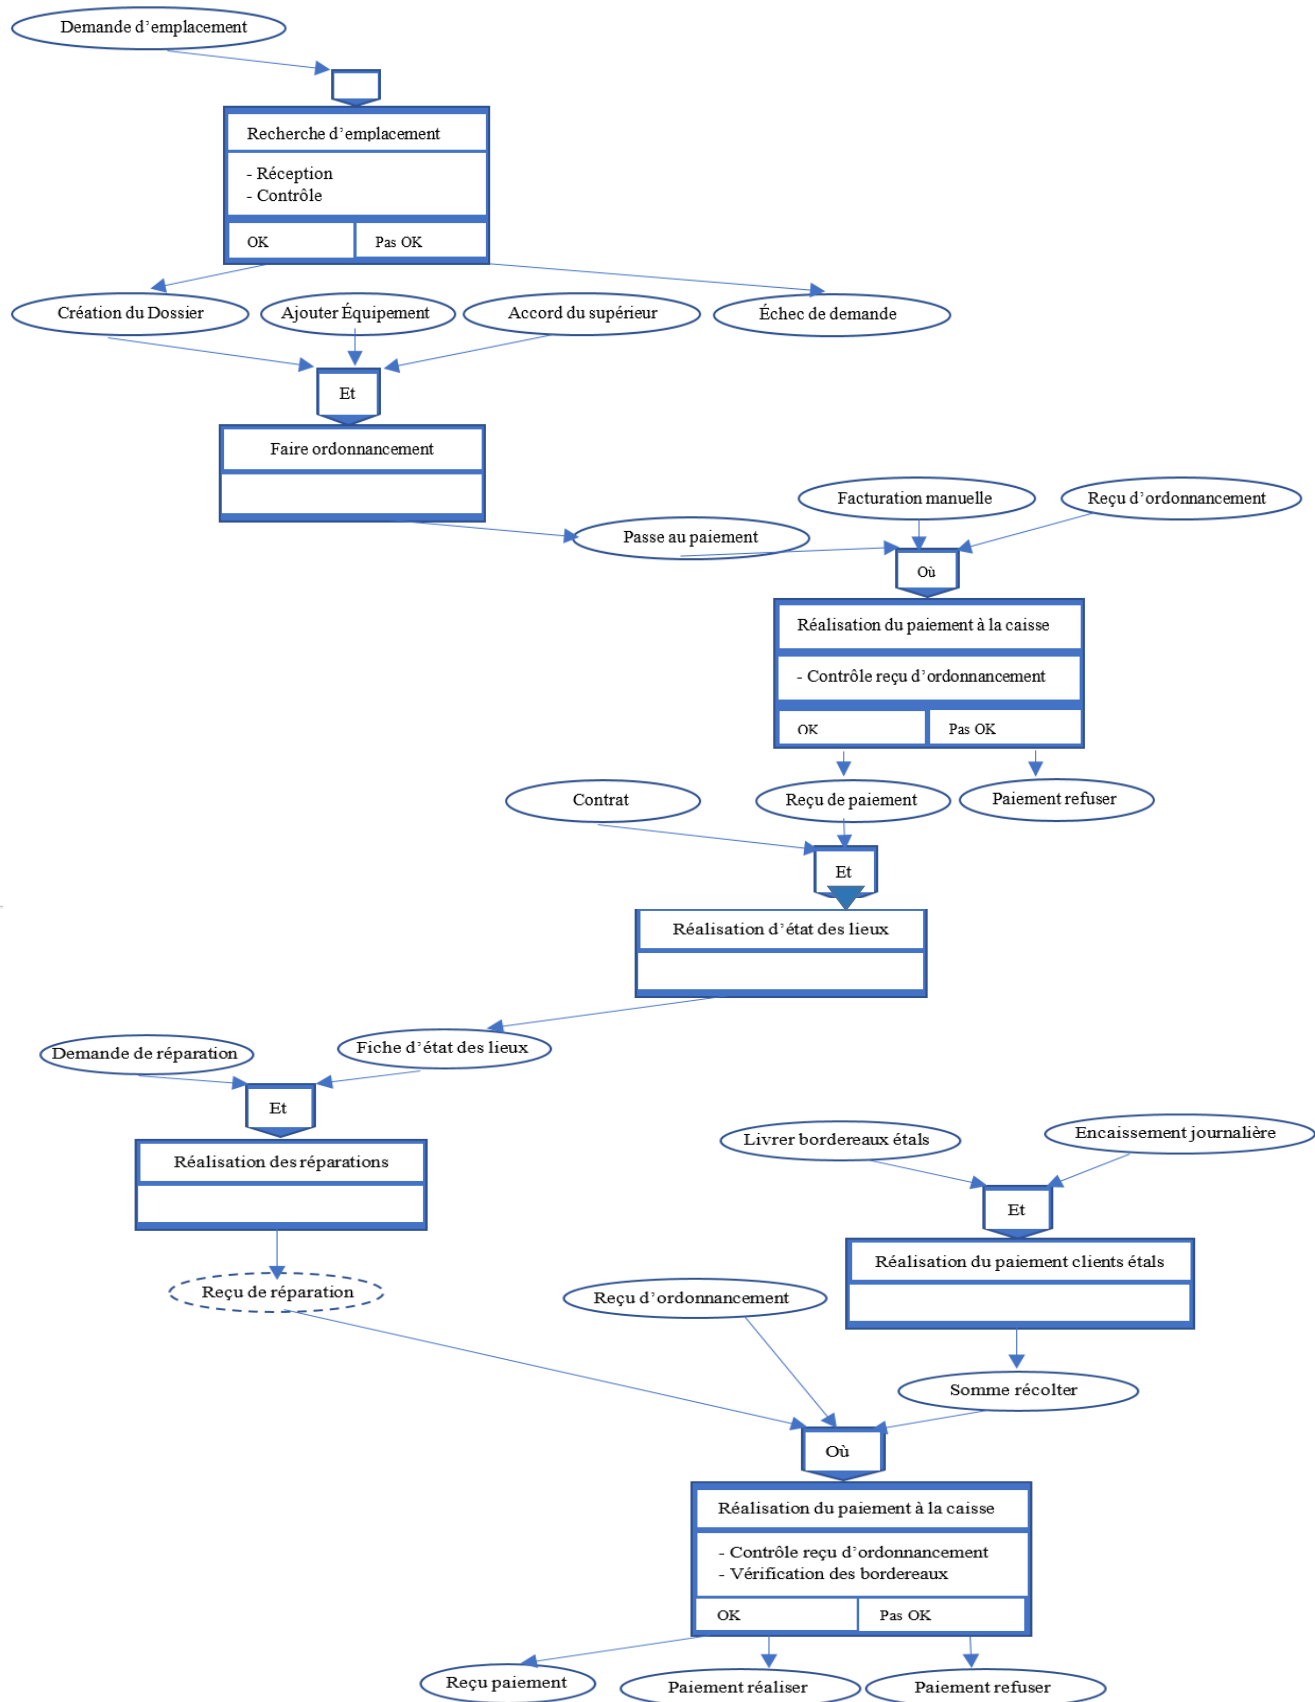 Demande d'emplacement
Recherche d'emplacement
- Réception
- Contrôle
OK
Pas OK
Création du Dossier
Ajouter Équipement
Accord du supérieur
Échec de demande
Et
Faire ordonnancement
Facturation manuelle
Reçu d'ordonnancement
Passe au paiement
Où
Réalisation du paiement à la caisse
- Contrôle reçu d'ordonnancement
OK
Pas OK
Contrat
Reçu de paiement
Paiement refuser
Et
Réalisation d'état des lieux
Demande de réparation
Fiche d'état des lieux
Et
Réalisation des réparations
Livrer bordereaux étals
Encaissement journalière
Et
Réalisation du paiement clients étals
Reçu de réparation
Reçu d'ordonnancement
Somme récolter
Où
Réalisation du paiement à la caisse
- Contrôle reçu d'ordonnancement
- Vérification des bordereaux
OK
Pas OK
Reçu paiement
Paiement réaliser
Paiement refuser